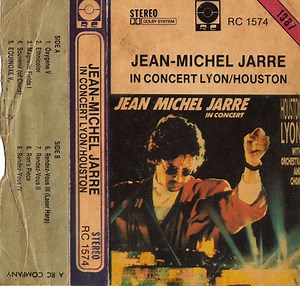 STEREO
DOLBY SYSTEM
RC 1574
1987
JEAN-MICHEL JARRE
IN CONCERT LYON/HOUSTON
JEAN MICHEL JARRE
IN CONCERT
HOUSTON
LYON
WITH
ORCHESTRE
AND
JEAN-MICHEL JARRE
IN CONCERT LYON/HOUSTON
STEREO
RC 1574
SIDE A
1. Oxygene V
2. Ethnicolor
3. Magnetic Fields I
4. Souvenir (of China)
5. EQUINOXE V
SIDE B
6. Rendez-Vous III (Laser Harp)
7. Rendez-Vous II
8. Ron's Piece
9. Rendez-Vous IV
A RC COMPANY